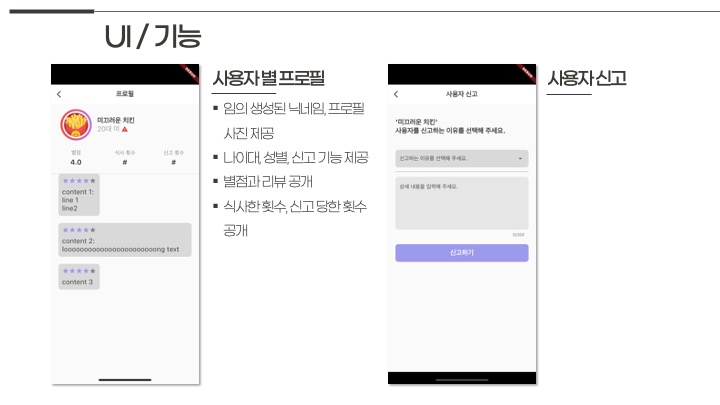 UI / 기능
프로필
미끄러운 치킨
20대 여
별점
식사 횟수
신고 횟수
4.0
#
#
content 1:
line 1
line2
content 2:
looooooooooooooooooooooong text
content 3
사용자 별 프로필
임의 생성된 닉네임, 프로필
사진 제공
나이대, 성별, 신고 기능 제공
별점과 리뷰 공개
식사한 횟수, 신고 당한 횟수
공개
사용자 신고
'미끄러운 치킨'
사용자를 신고하는 이유를 선택해 주세요.
신고하는 이유를 선택해 주세요.
상세 내용을 입력해 주세요.
신고하기
사용자 신고